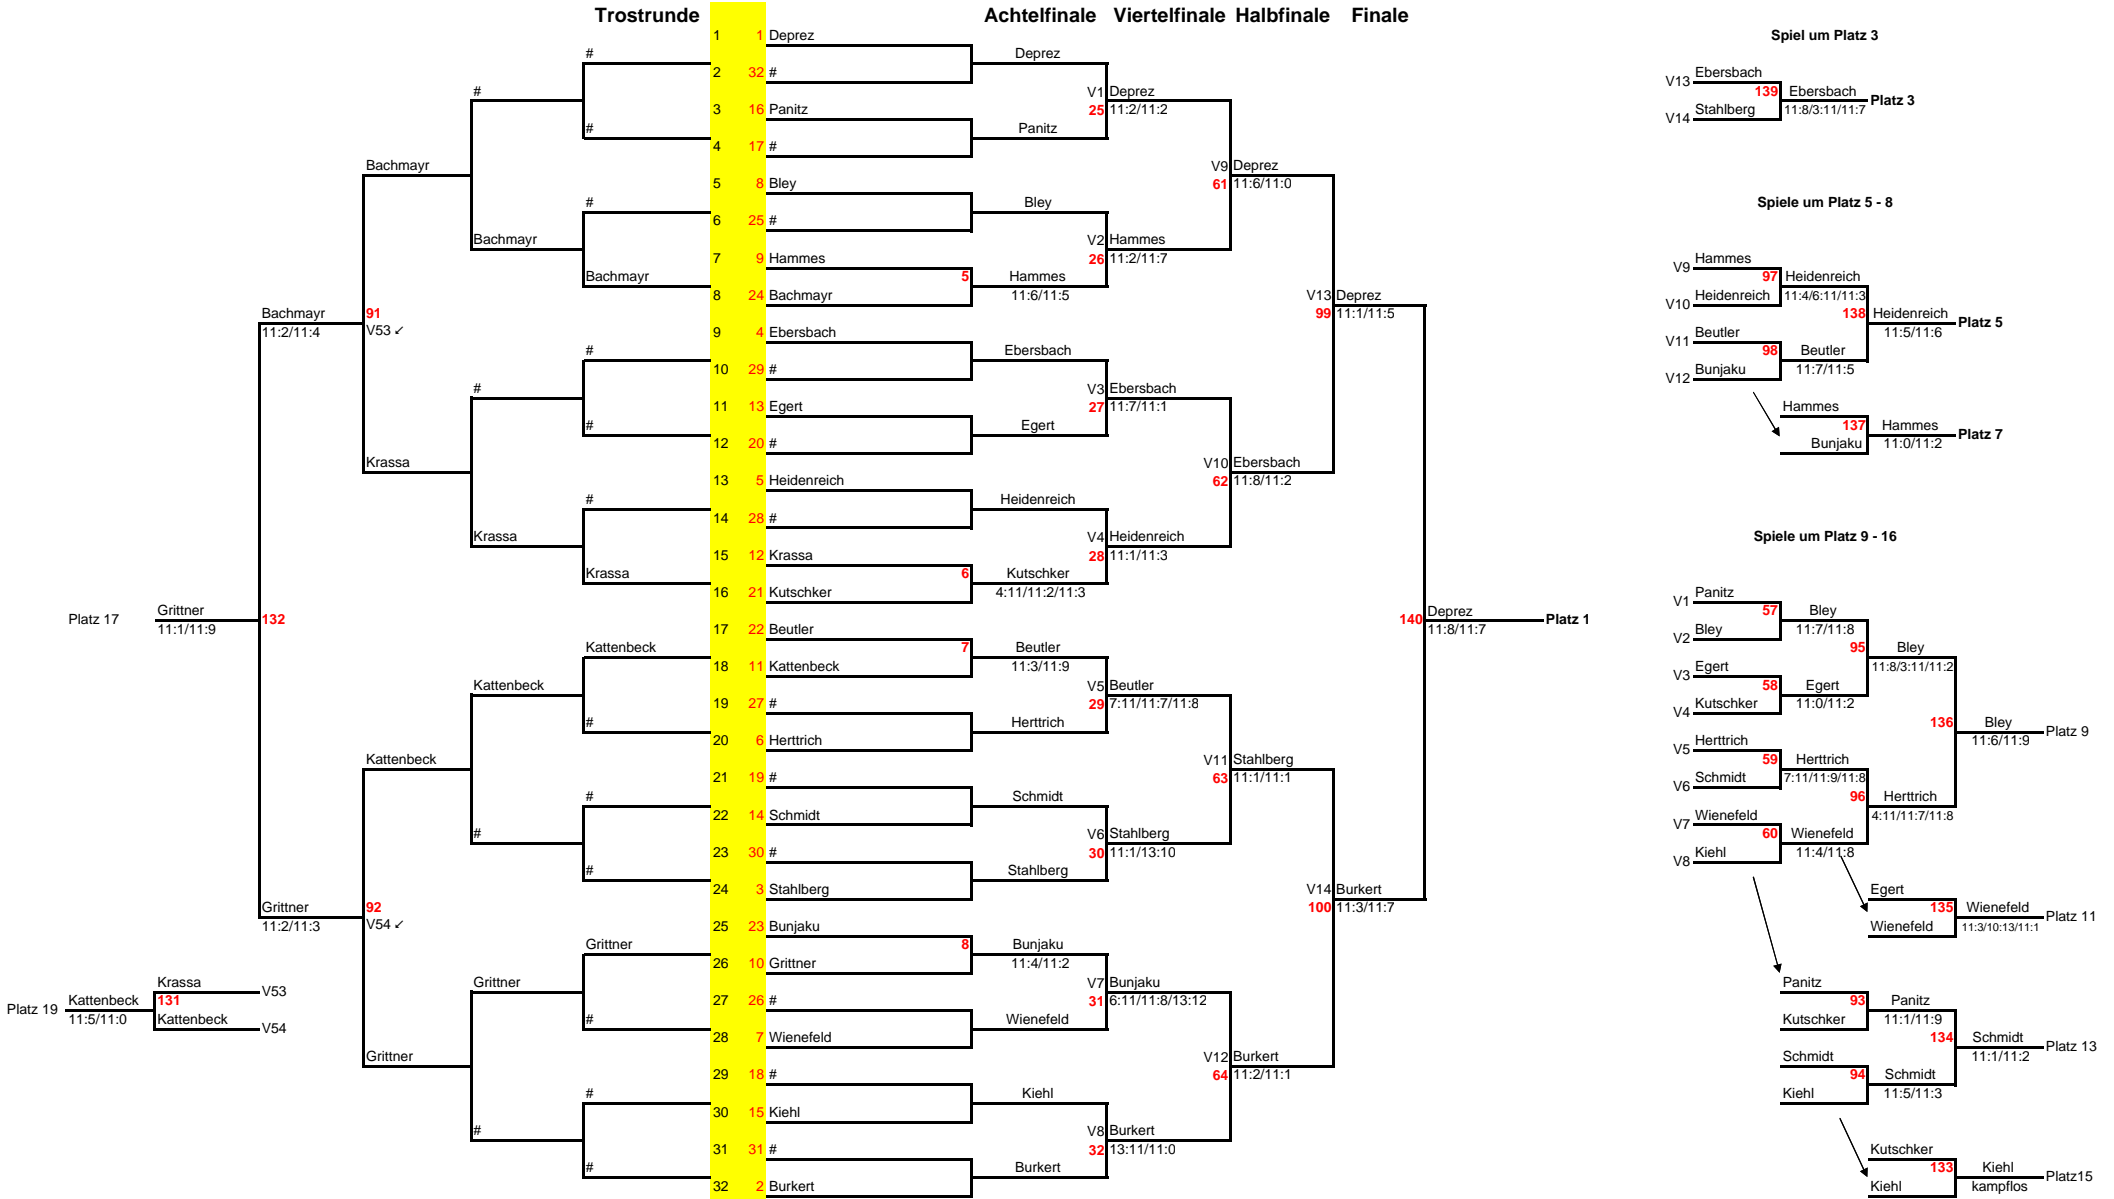 Trostrunde Achtelfinale Viertelfinale Halbfinale Finale
1 1 Deprez
2 32 #
3 16 Panitz
4 17 #
5 8 Bley
6 25 #
7 9 Hammes
8 24 Bachmayr
9 4 Ebersbach
10 29 #
11 13 Egert
12 20 #
13 5 Heidenreich
14 28 #
15 12 Krassa
16 21 Kutschker
17 22 Beutler
18 11 Kattenbeck
19 27 #
20 6 Herttrich
21 19 #
22 14 Schmidt
23 30 #
24 3 Stahlberg
25 23 Bunjaku
26 10 Grittner
27 26 #
28 7 Wienefeld
29 18 #
30 15 Kiehl
31 31 #
32 2 Burkert
#
#
#
Bachmayr
#
#
#
Krassa
Kattenbeck
#
#
#
Grittner
#
#
#
#
Bachmayr
#
Krassa
Kattenbeck
#
Grittner
#
Bachmayr
91
V53 ↙
Krassa
Kattenbeck
92
V54 ↙
Grittner
Bachmayr
11:2/11:4
132
Grittner
11:2/11:3
Platz 17
Grittner
11:1/11:9
Krassa V53
Platz 19 Kattenbeck 131
11:5/11:0
Kattenbeck V54
Deprez
Panitz
Bley
5 Hammes
11:6/11:5
Ebersbach
Egert
Heidenreich
6 Kutschker
4:11/11:2/11:3
7 Beutler
11:3/11:9
Herttrich
Schmidt
Stahlberg
8 Bunjaku
11:4/11:2
Wienefeld
Kiehl
Burkert
V1 Deprez
25 11:2/11:2
V2 Hammes
26 11:2/11:7
V3 Ebersbach
27 11:7/11:1
V4 Heidenreich
28 11:1/11:3
V5 Beutler
29 7:11/11:7/11:8
V6 Stahlberg
30 11:1/13:10
V7 Bunjaku
31 6:11/11:8/13:12
V8 Burkert
32 13:11/11:0
V9 Deprez
61 11:6/11:0
V10 Ebersbach
62 11:8/11:2
V11 Stahlberg
63 11:1/11:1
V12 Burkert
64 11:2/11:1
V13 Deprez
99 11:1/11:5
V14 Burkert
100 11:3/11:7
140 Deprez Platz 1
11:8/11:7
Spiel um Platz 3
V13 Ebersbach
139 Ebersbach Platz 3
11:8/3:11/11:7
V14 Stahlberg
Spiele um Platz 5 - 8
V9 Hammes
97 Heidenreich
11:4/6:11/11:3
V10 Heidenreich
138 Heidenreich Platz 5
11:5/11:6
V11 Beutler
98 Beutler
11:7/11:5
V12 Bunjaku
Hammes
137 Hammes Platz 7
11:0/11:2
Bunjaku
Spiele um Platz 9 - 16
V1 Panitz
57 Bley
11:7/11:8
V2 Bley
95 Bley
11:8/3:11/11:2
V3 Egert
58 Egert
11:0/11:2
V4 Kutschker
136 Bley Platz 9
11:6/11:9
V5 Herttrich
59 Herttrich
7:11/11:9/11:8
V6 Schmidt
96 Herttrich
4:11/11:7/11:8
V7 Wienefeld
60 Wienefeld
11:4/11:8
V8 Kiehl
Egert
135 Wienefeld Platz 11
11:3/10:13/11:1
Wienefeld
Panitz
93 Panitz
11:1/11:9
Kutschker
134 Schmidt Platz 13
11:1/11:2
Schmidt
94 Schmidt
11:5/11:3
Kiehl
Kutschker
133 Kiehl Platz15
kampflos
Kiehl